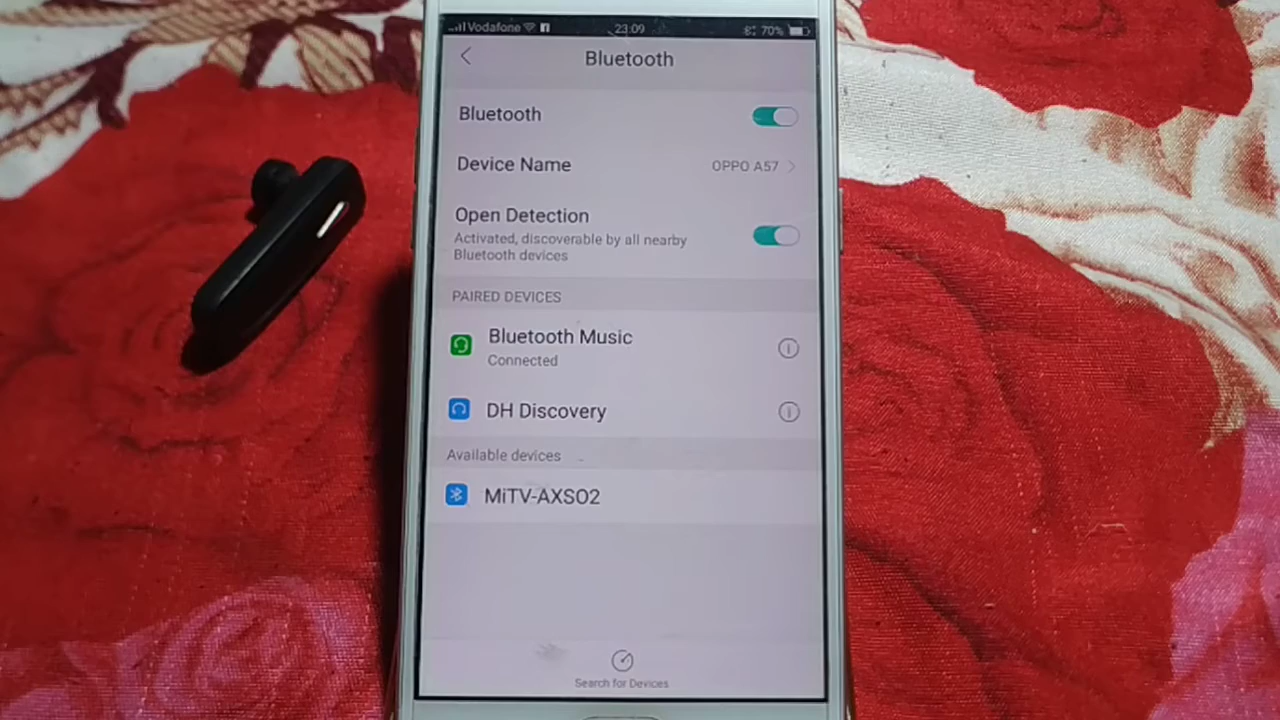 Vodafone 23:09 70%
Bluetooth
Bluetooth
Device Name OPPO A57
Open Detection
Activated, discoverable by all nearby
Bluetooth devices
PAIRED DEVICES
Bluetooth Music
Connected
DH Discovery
Available devices
MiTV-AXSO2
Search for Devices